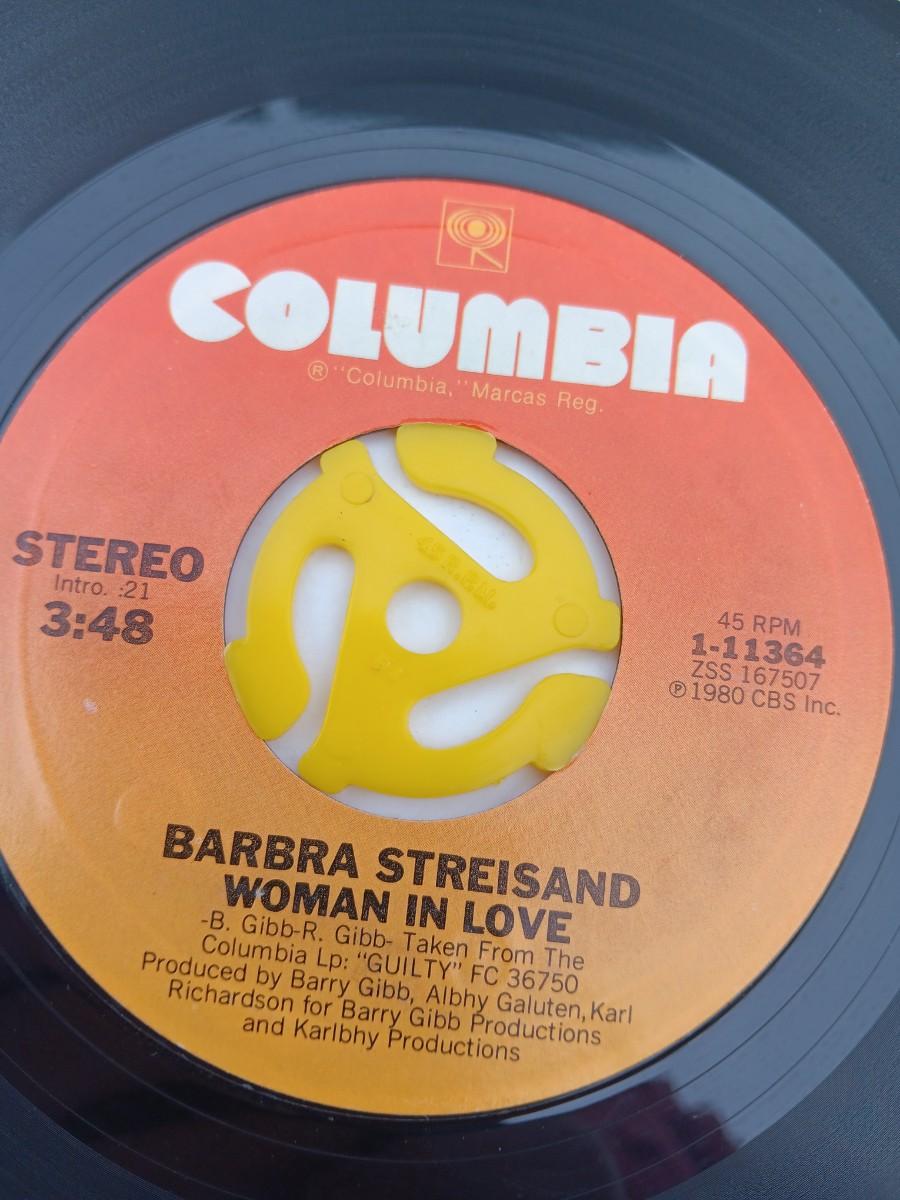 COLUMBIA
® "Columbia," Marcas Reg.
45 R.P.M.
STEREO
Intro. :21
3:48
45 RPM
1-11364
ZSS 167507
℗ 1980 CBS Inc.
BARBRA STREISAND
WOMAN IN LOVE
-B. Gibb-R. Gibb- Taken From The
Columbia Lp: "GUILTY" FC 36750
Produced by Barry Gibb, Albhy Galuten, Karl
Richardson for Barry Gibb Productions
and Karlbhy Productions